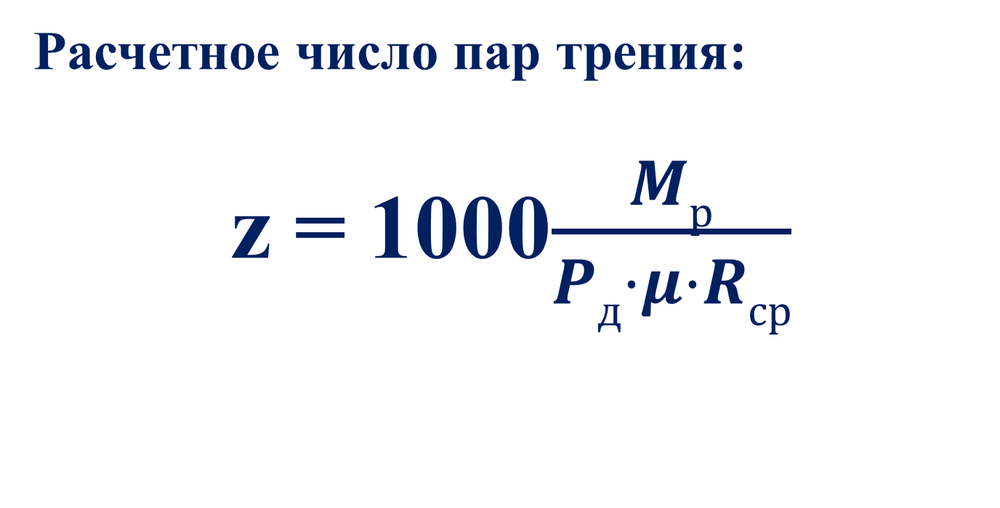 Расчетное число пар трения:
z = 1000 Mр / Pд·μ·Rср